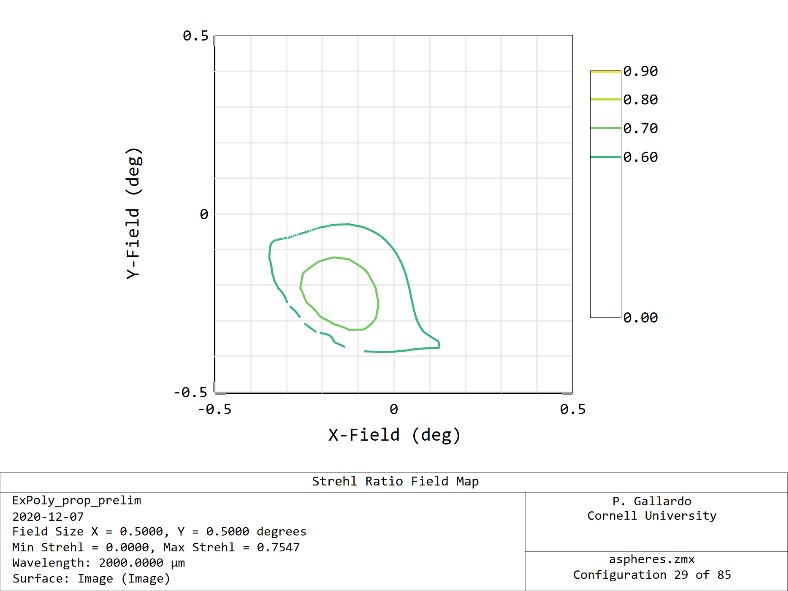 0.5
0
-0.5
Y-Field (deg)
-0.5
0
0.5
X-Field (deg)
0.90
0.80
0.70
0.60
0.00
Strehl Ratio Field Map
ExPoly_prop_prelim
2020-12-07
Field Size X = 0.5000, Y = 0.5000 degrees
Min Strehl = 0.0000, Max Strehl = 0.7547
Wavelength: 2000.0000 µm
Surface: Image (Image)
P. Gallardo
Cornell University
aspheres.zmx
Configuration 29 of 85